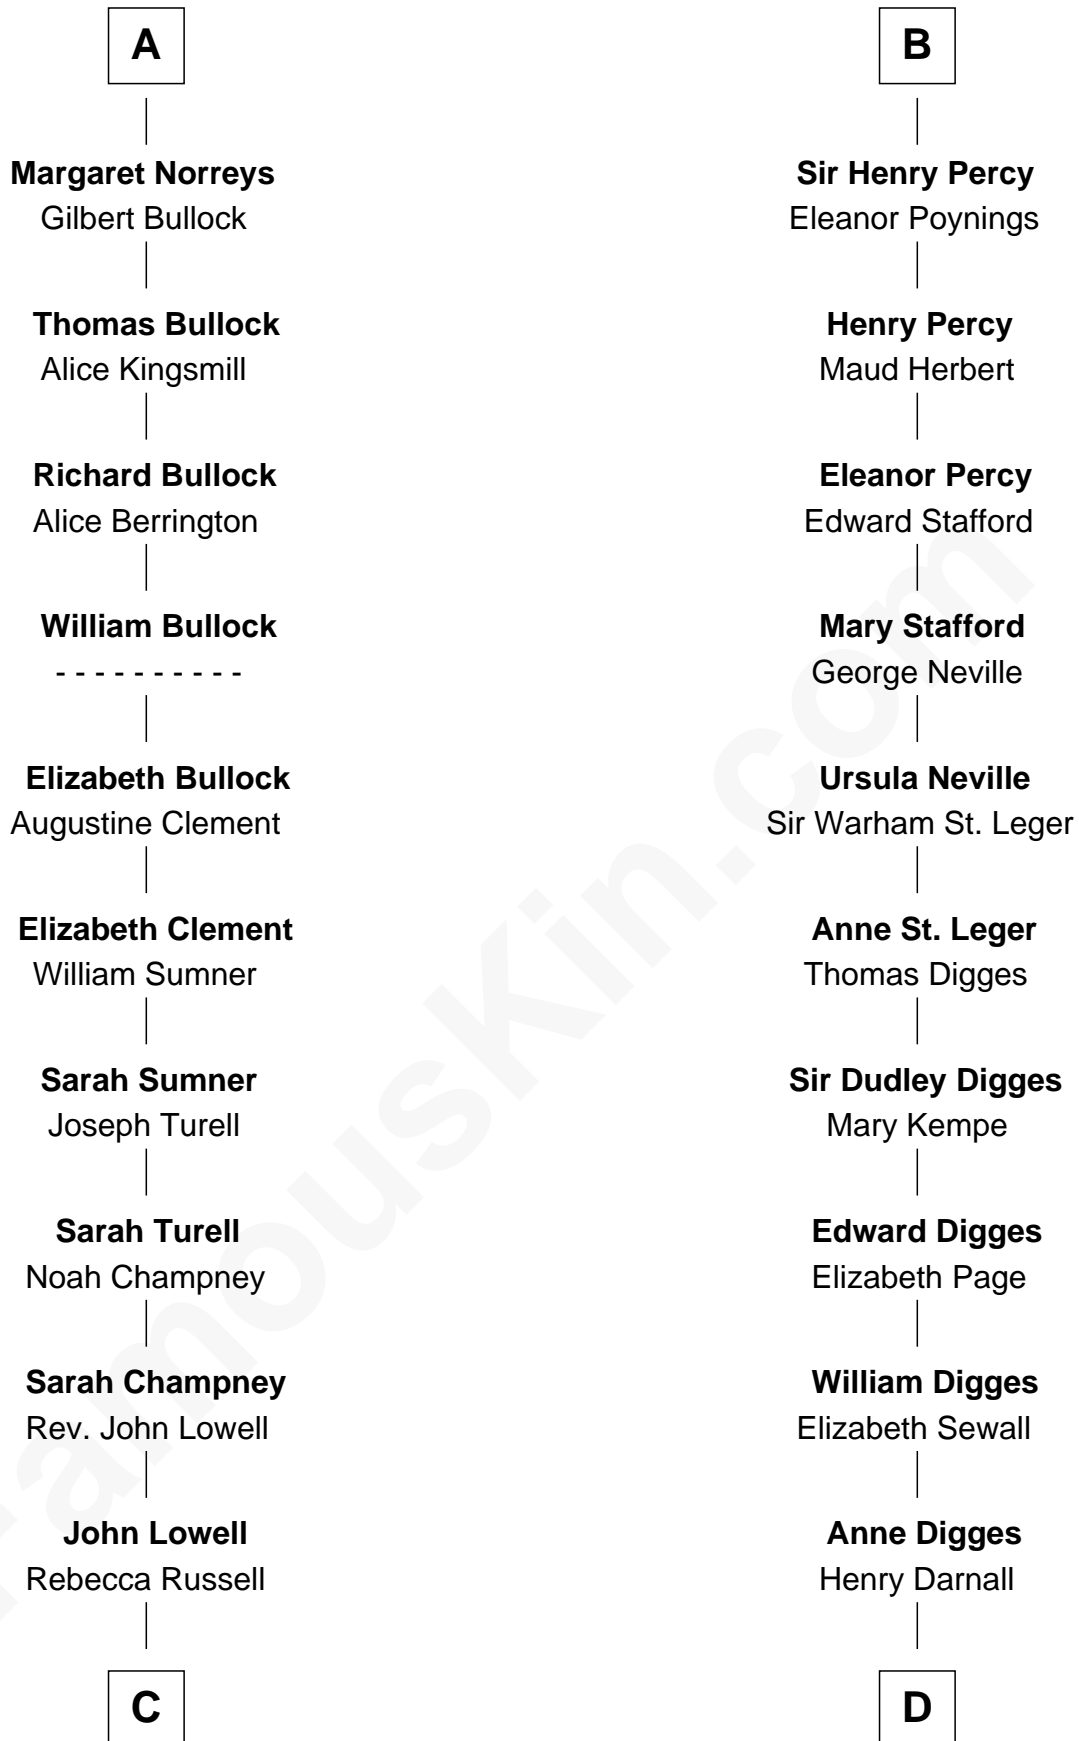 A
Margaret Norreys
Gilbert Bullock
Thomas Bullock
Alice Kingsmill
Richard Bullock
Alice Berrington
William Bullock
- - - - - - - - - -
Elizabeth Bullock
Augustine Clement
Elizabeth Clement
William Sumner
Sarah Sumner
Joseph Turell
Sarah Turell
Noah Champney
Sarah Champney
Rev. John Lowell
John Lowell
Rebecca Russell
C
B
Sir Henry Percy
Eleanor Poynings
Henry Percy
Maud Herbert
Eleanor Percy
Edward Stafford
Mary Stafford
George Neville
Ursula Neville
Sir Warham St. Leger
Anne St. Leger
Thomas Digges
Sir Dudley Digges
Mary Kempe
Edward Digges
Elizabeth Page
William Digges
Elizabeth Sewall
Anne Digges
Henry Darnall
D
FamousKin.com